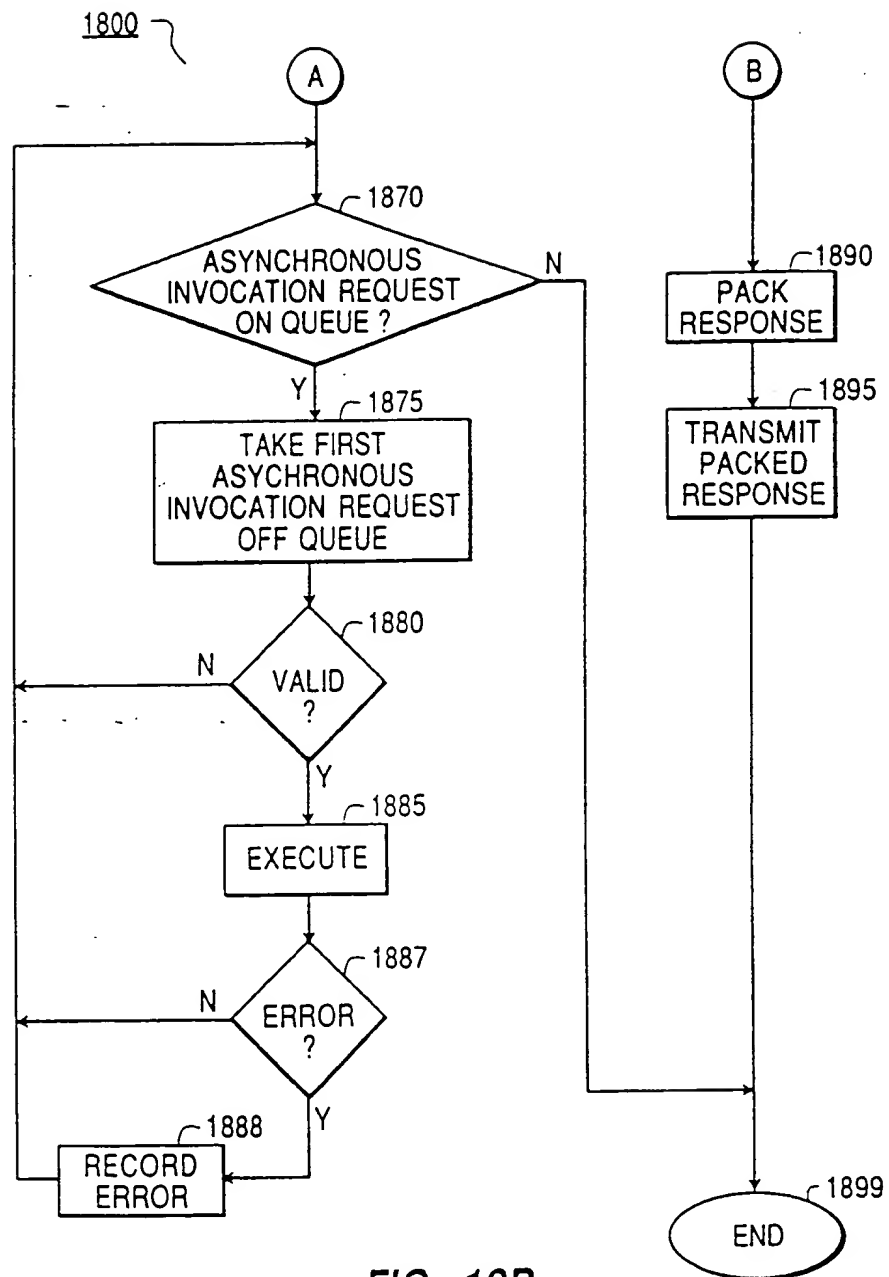 1800
A
B
1870
ASYNCHRONOUS
INVOCATION REQUEST
ON QUEUE ?
N
Y
1875
TAKE FIRST
ASYCHRONOUS
INVOCATION REQUEST
OFF QUEUE
1880
VALID
?
N
Y
1885
EXECUTE
1887
ERROR
?
N
Y
1888
RECORD
ERROR
1890
PACK
RESPONSE
1895
TRANSMIT
PACKED
RESPONSE
1899
END